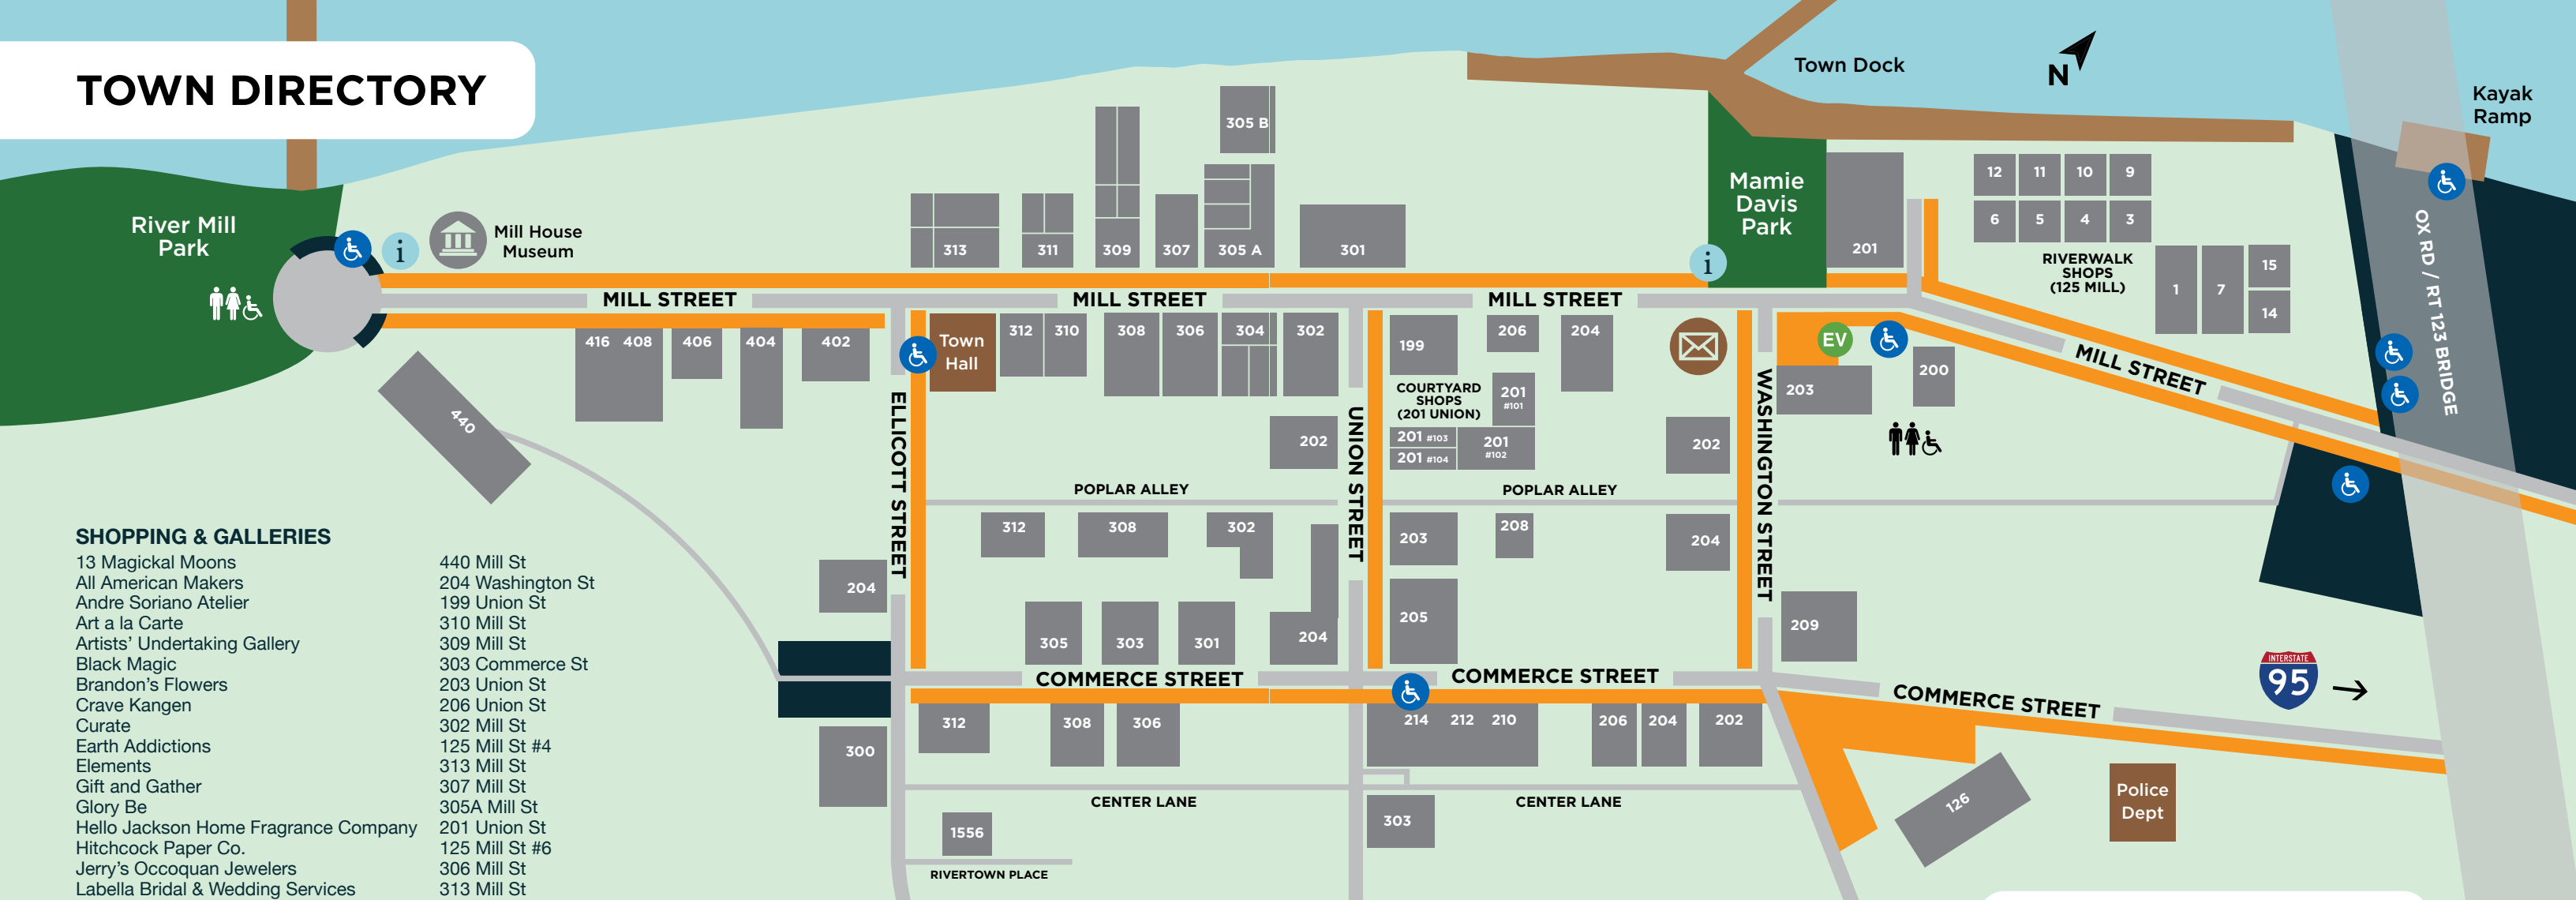 TOWN DIRECTORY
Town Dock
N
Kayak
Ramp
River Mill
Park
i
Mill House
Museum
Mamie
Davis
Park
i
305 B
313
311
309
307
305 A
301
201
12
11
10
9
6
5
4
3
RIVERWALK
SHOPS
(125 MILL)
1
7
15
14
OX RD / RT 123 BRIDGE
MILL STREET
MILL STREET
MILL STREET
MILL STREET
416
408
406
404
402
Town
Hall
312
310
308
306
304
302
199
206
204
EV
203
200
440
COURTYARD
SHOPS
(201 UNION)
201
#101
201 #103
201 #104
201
#102
202
202
ELLICOTT STREET
UNION STREET
WASHINGTON STREET
POPLAR ALLEY
POPLAR ALLEY
312
308
302
203
208
204
204
305
303
301
204
205
209
COMMERCE STREET
COMMERCE STREET
COMMERCE STREET
INTERSTATE
95
300
312
308
306
214
212
210
206
204
202
CENTER LANE
CENTER LANE
303
1556
RIVERTOWN PLACE
126
Police
Dept
SHOPPING & GALLERIES
13 Magickal Moons 440 Mill St
All American Makers 204 Washington St
Andre Soriano Atelier 199 Union St
Art a la Carte 310 Mill St
Artists’ Undertaking Gallery 309 Mill St
Black Magic 303 Commerce St
Brandon’s Flowers 203 Union St
Crave Kangen 206 Union St
Curate 302 Mill St
Earth Addictions 125 Mill St #4
Elements 313 Mill St
Gift and Gather 307 Mill St
Glory Be 305A Mill St
Hello Jackson Home Fragrance Company 201 Union St
Hitchcock Paper Co. 125 Mill St #6
Jerry’s Occoquan Jewelers 306 Mill St
Labella Bridal & Wedding Services 313 Mill St